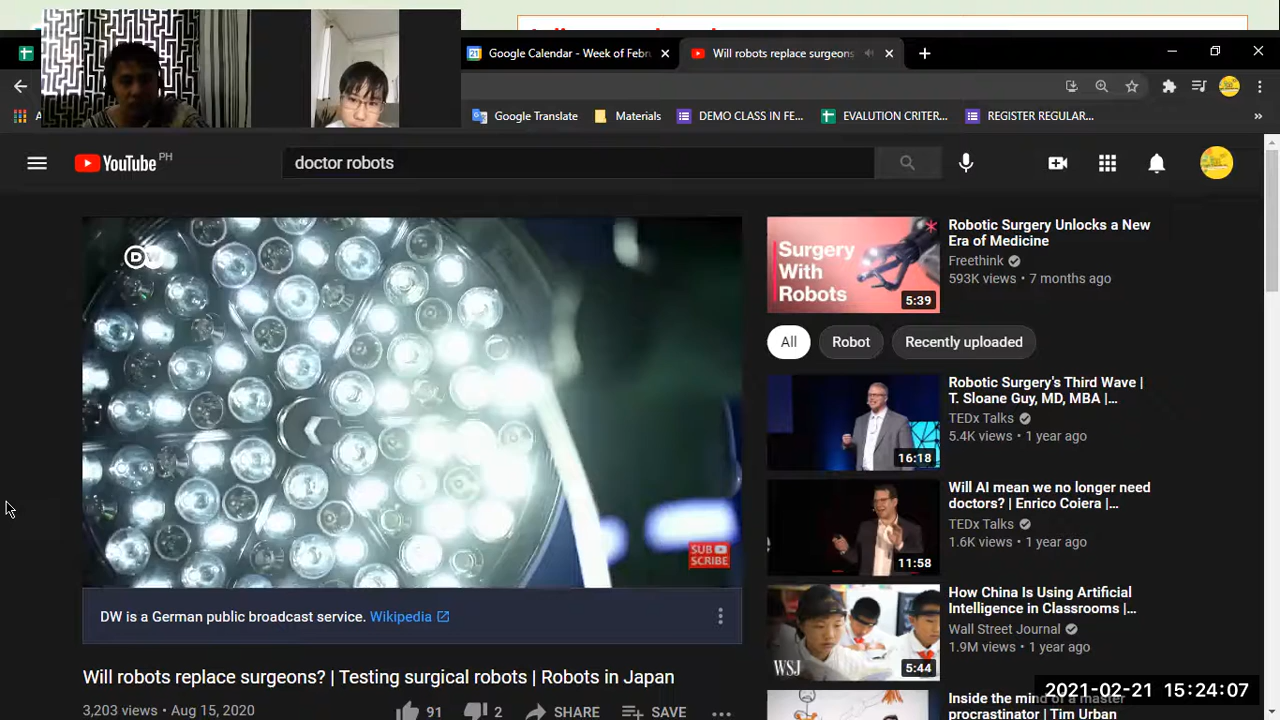 Google Calendar - Week of Febru
Will robots replace surgeons
Google Translate
Materials
DEMO CLASS IN FE...
EVALUTION CRITER...
REGISTER REGULAR...
»
YouTube PH
doctor robots
DW
SUB
SCRIBE
DW is a German public broadcast service. Wikipedia
Will robots replace surgeons? | Testing surgical robots | Robots in Japan
3,203 views • Aug 15, 2020
91
2
SHARE
SAVE
Surgery
With
Robots
5:39
Robotic Surgery Unlocks a New
Era of Medicine
Freethink
593K views • 7 months ago
All
Robot
Recently uploaded
16:18
Robotic Surgery's Third Wave |
T. Sloane Guy, MD, MBA |...
TEDx Talks
5.4K views • 1 year ago
11:58
Will AI mean we no longer need
doctors? | Enrico Coiera |...
TEDx Talks
1.6K views • 1 year ago
WSJ
5:44
How China Is Using Artificial
Intelligence in Classrooms |...
Wall Street Journal
1.9M views • 1 year ago
Inside the mind of a master
procrastinator | Tim Urban
2021-02-21 15:24:07